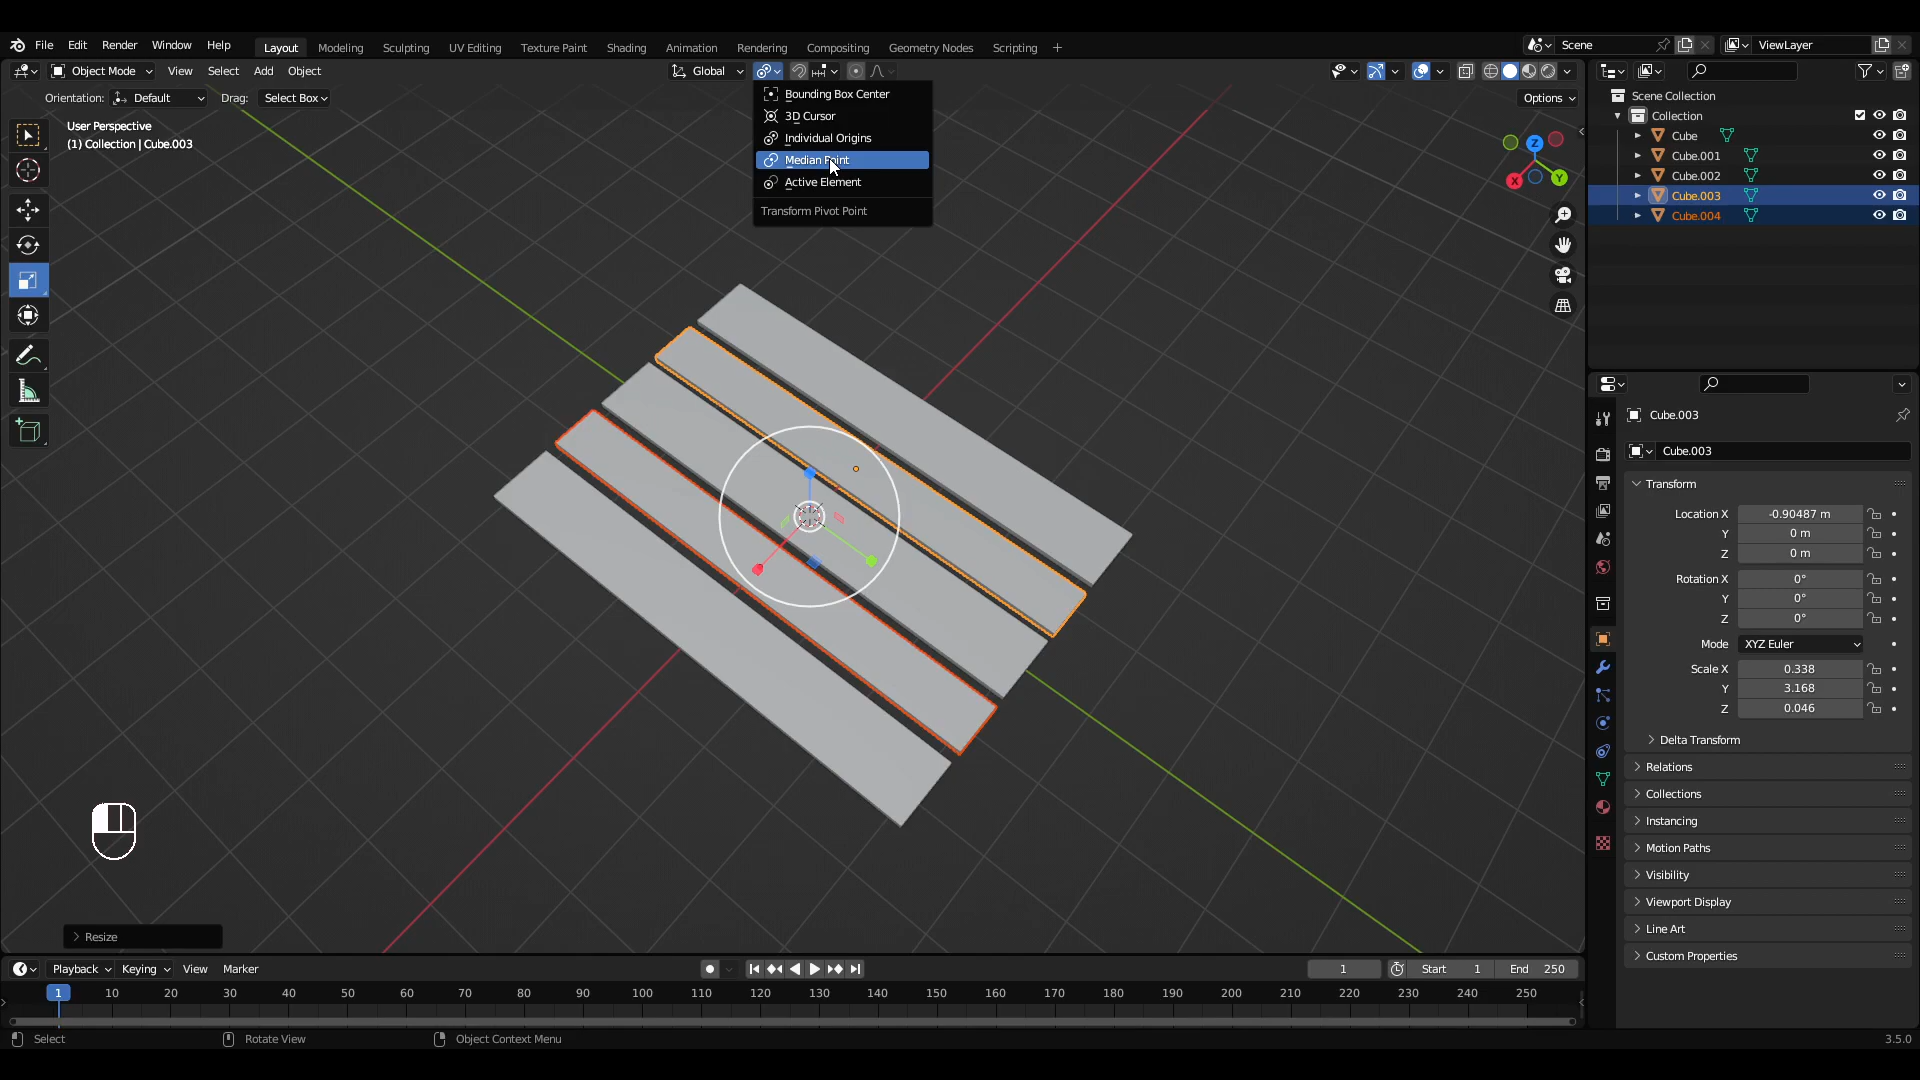 File Edit Render Window Help Layout Modeling Sculpting UV Editing Texture Paint Shading Animation Rendering Compositing Geometry Nodes Scripting + Scene ViewLayer
Object Mode View Select Add Object Global Options
Orientation: Default Drag: Select Box
User Perspective
(1) Collection | Cube.003
Bounding Box Center
3D Cursor
Individual Origins
Median Point
Active Element
Transform Pivot Point
Z
X
Y
Scene Collection
Collection
Cube
Cube.001
Cube.002
Cube.003
Cube.004
Cube.003
Cube.003
Transform
Location X -0.90487 m
Y 0 m
Z 0 m
Rotation X 0°
Y 0°
Z 0°
Mode XYZ Euler
Scale X 0.338
Y 3.168
Z 0.046
Delta Transform
Relations
Collections
Instancing
Motion Paths
Visibility
Viewport Display
Line Art
Custom Properties
Resize
Playback Keying View Marker 1 Start 1 End 250
1 10 20 30 40 50 60 70 80 90 100 110 120 130 140 150 160 170 180 190 200 210 220 230 240 250
Select Rotate View Object Context Menu 3.5.0